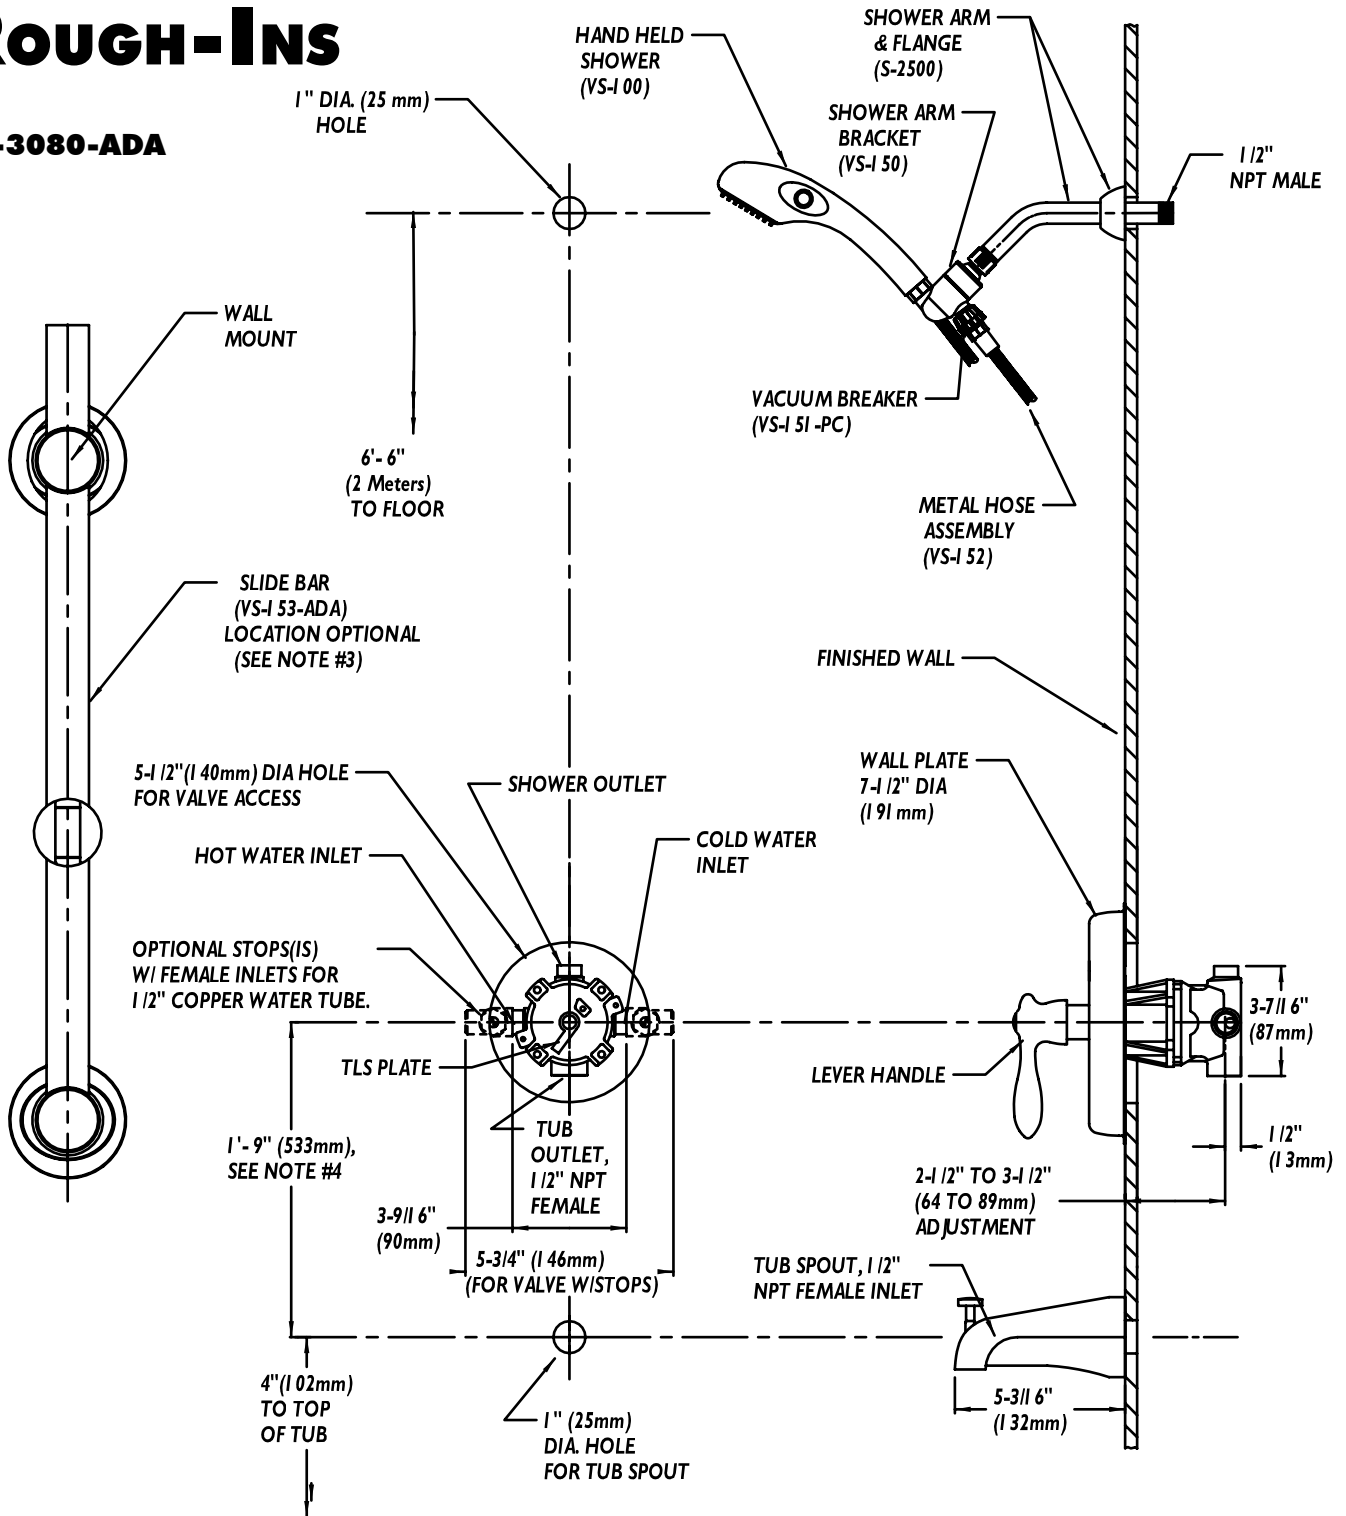 ROUGH-INS
-3080-ADA
1" DIA. (25 mm)
HOLE
HAND HELD
SHOWER
(VS-100)
SHOWER ARM
& FLANGE
(S-2500)
SHOWER ARM
BRACKET
(VS-150)
1/2"
NPT MALE
WALL
MOUNT
VACUUM BREAKER
(VS-151-PC)
6'-6"
(2 Meters)
TO FLOOR
METAL HOSE
ASSEMBLY
(VS-152)
SLIDE BAR
(VS-153-ADA)
LOCATION OPTIONAL
(SEE NOTE #3)
FINISHED WALL
5-1/2"(140mm) DIA HOLE
FOR VALVE ACCESS
SHOWER OUTLET
WALL PLATE
7-1/2" DIA
(191 mm)
HOT WATER INLET
COLD WATER
INLET
OPTIONAL STOPS(IS)
W/ FEMALE INLETS FOR
1/2" COPPER WATER TUBE.
3-7/16"
(87mm)
TLS PLATE
LEVER HANDLE
1'-9" (533mm),
SEE NOTE #4
TUB
OUTLET,
1/2" NPT
FEMALE
1/2"
(13mm)
2-1/2" TO 3-1/2"
(64 TO 89mm)
ADJUSTMENT
3-9/16"
(90mm)
5-3/4" (146mm)
(FOR VALVE W/STOPS)
TUB SPOUT, 1/2"
NPT FEMALE INLET
4"(102mm)
TO TOP
OF TUB
5-3/16"
(132mm)
1" (25mm)
DIA. HOLE
FOR TUB SPOUT